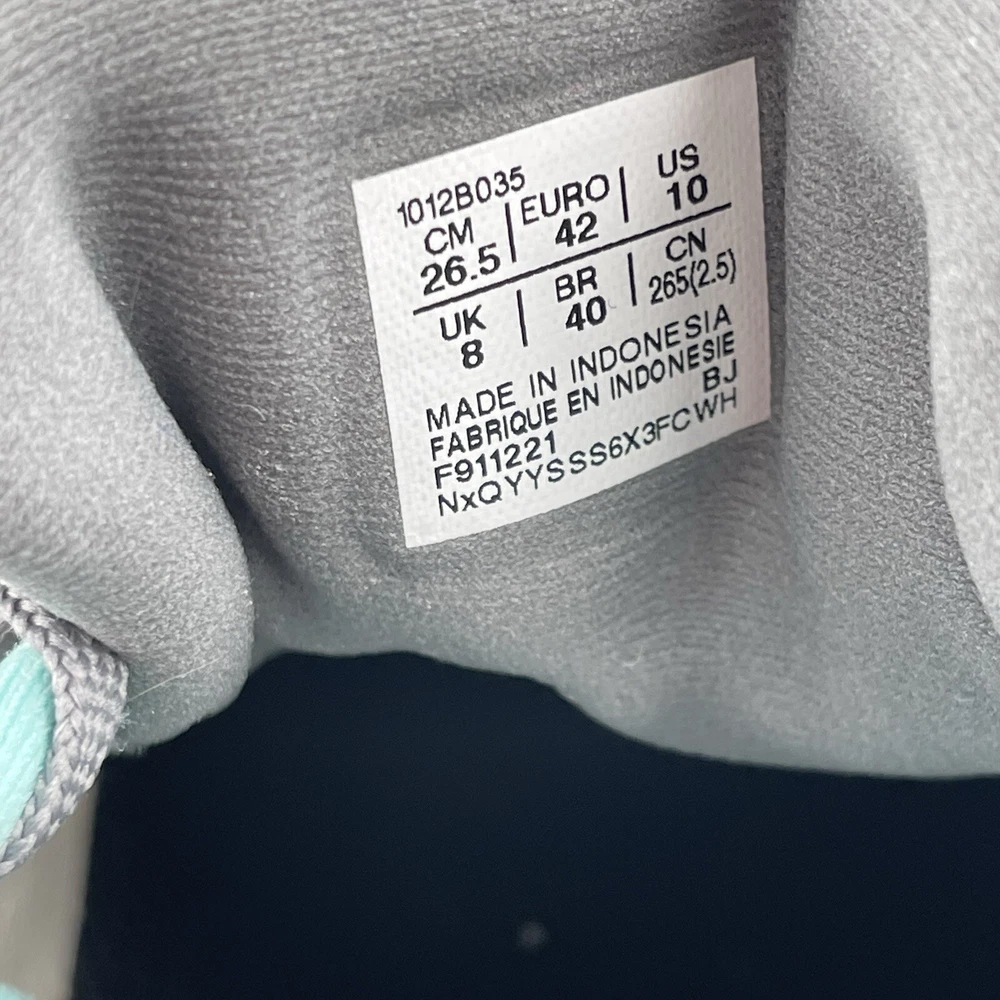 1012B035
CM | EURO | US
26.5 | 42 | 10
UK | BR | CN
8 | 40 | 265(2.5)
MADE IN INDONESIA
FABRIQUE EN INDONESIE
F911221 BJ
NxQYYSSS6X3FCWH